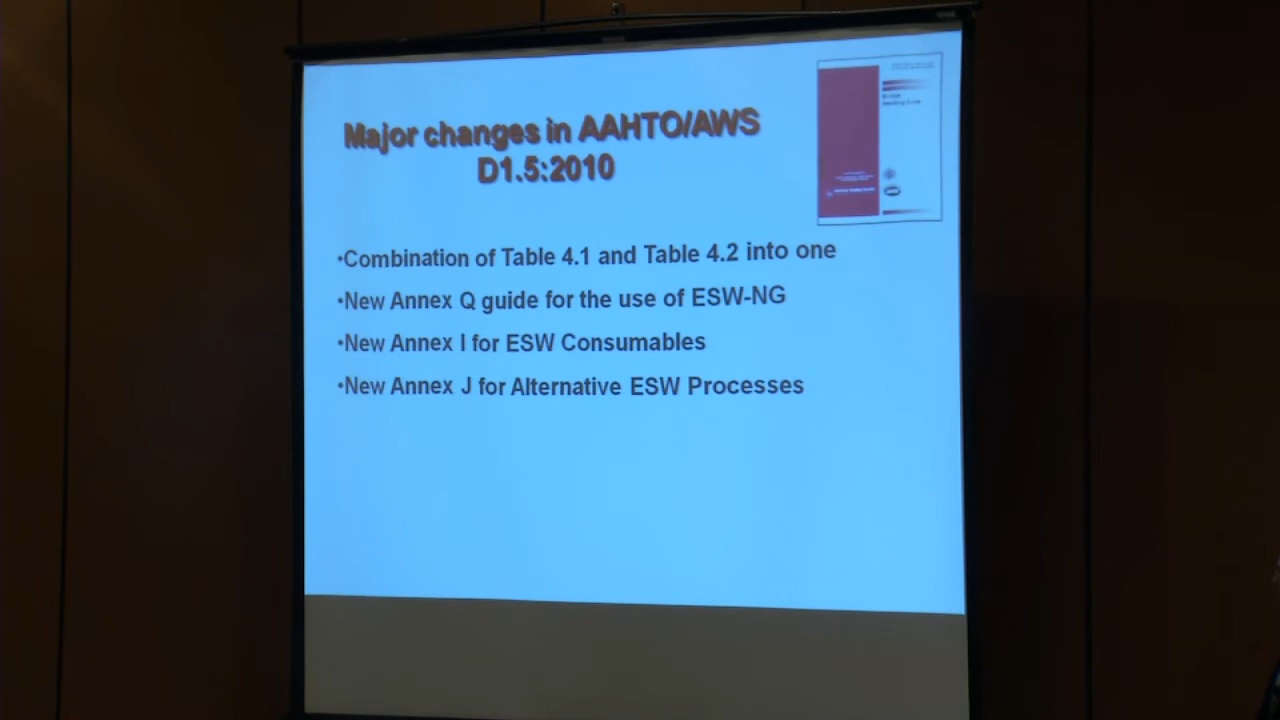 Major changes in AAHTO/AWS
D1.5:2010
•Combination of Table 4.1 and Table 4.2 into one
•New Annex Q guide for the use of ESW-NG
•New Annex I for ESW Consumables
•New Annex J for Alternative ESW Processes